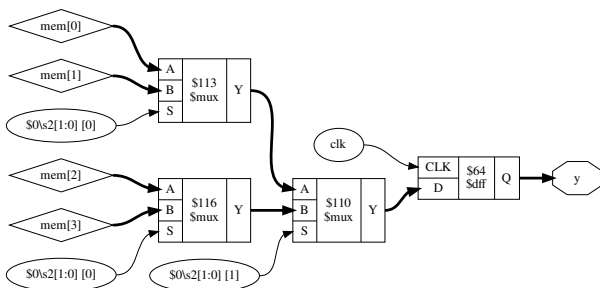 mem[0]
mem[1]
$0\s2[1:0] [0]
A
B
S
$113
$mux
Y
mem[2]
mem[3]
$0\s2[1:0] [0]
A
B
S
$116
$mux
Y
$0\s2[1:0] [1]
A
B
S
$110
$mux
Y
clk
CLK
D
$64
$dff
Q
y